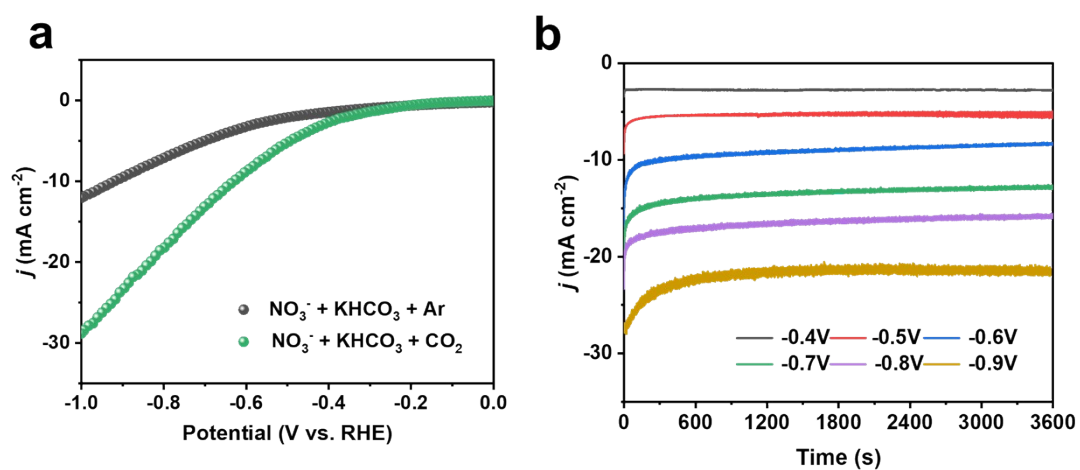 a
0
-10
-20
-30
j (mA cm⁻²)
NO₃⁻ + KHCO₃ + Ar
NO₃⁻ + KHCO₃ + CO₂
-1.0 -0.8 -0.6 -0.4 -0.2 0.0
Potential (V vs. RHE)
b
0
-10
-20
-30
j (mA cm⁻²)
-0.4V -0.5V -0.6V
-0.7V -0.8V -0.9V
0 600 1200 1800 2400 3000 3600
Time (s)